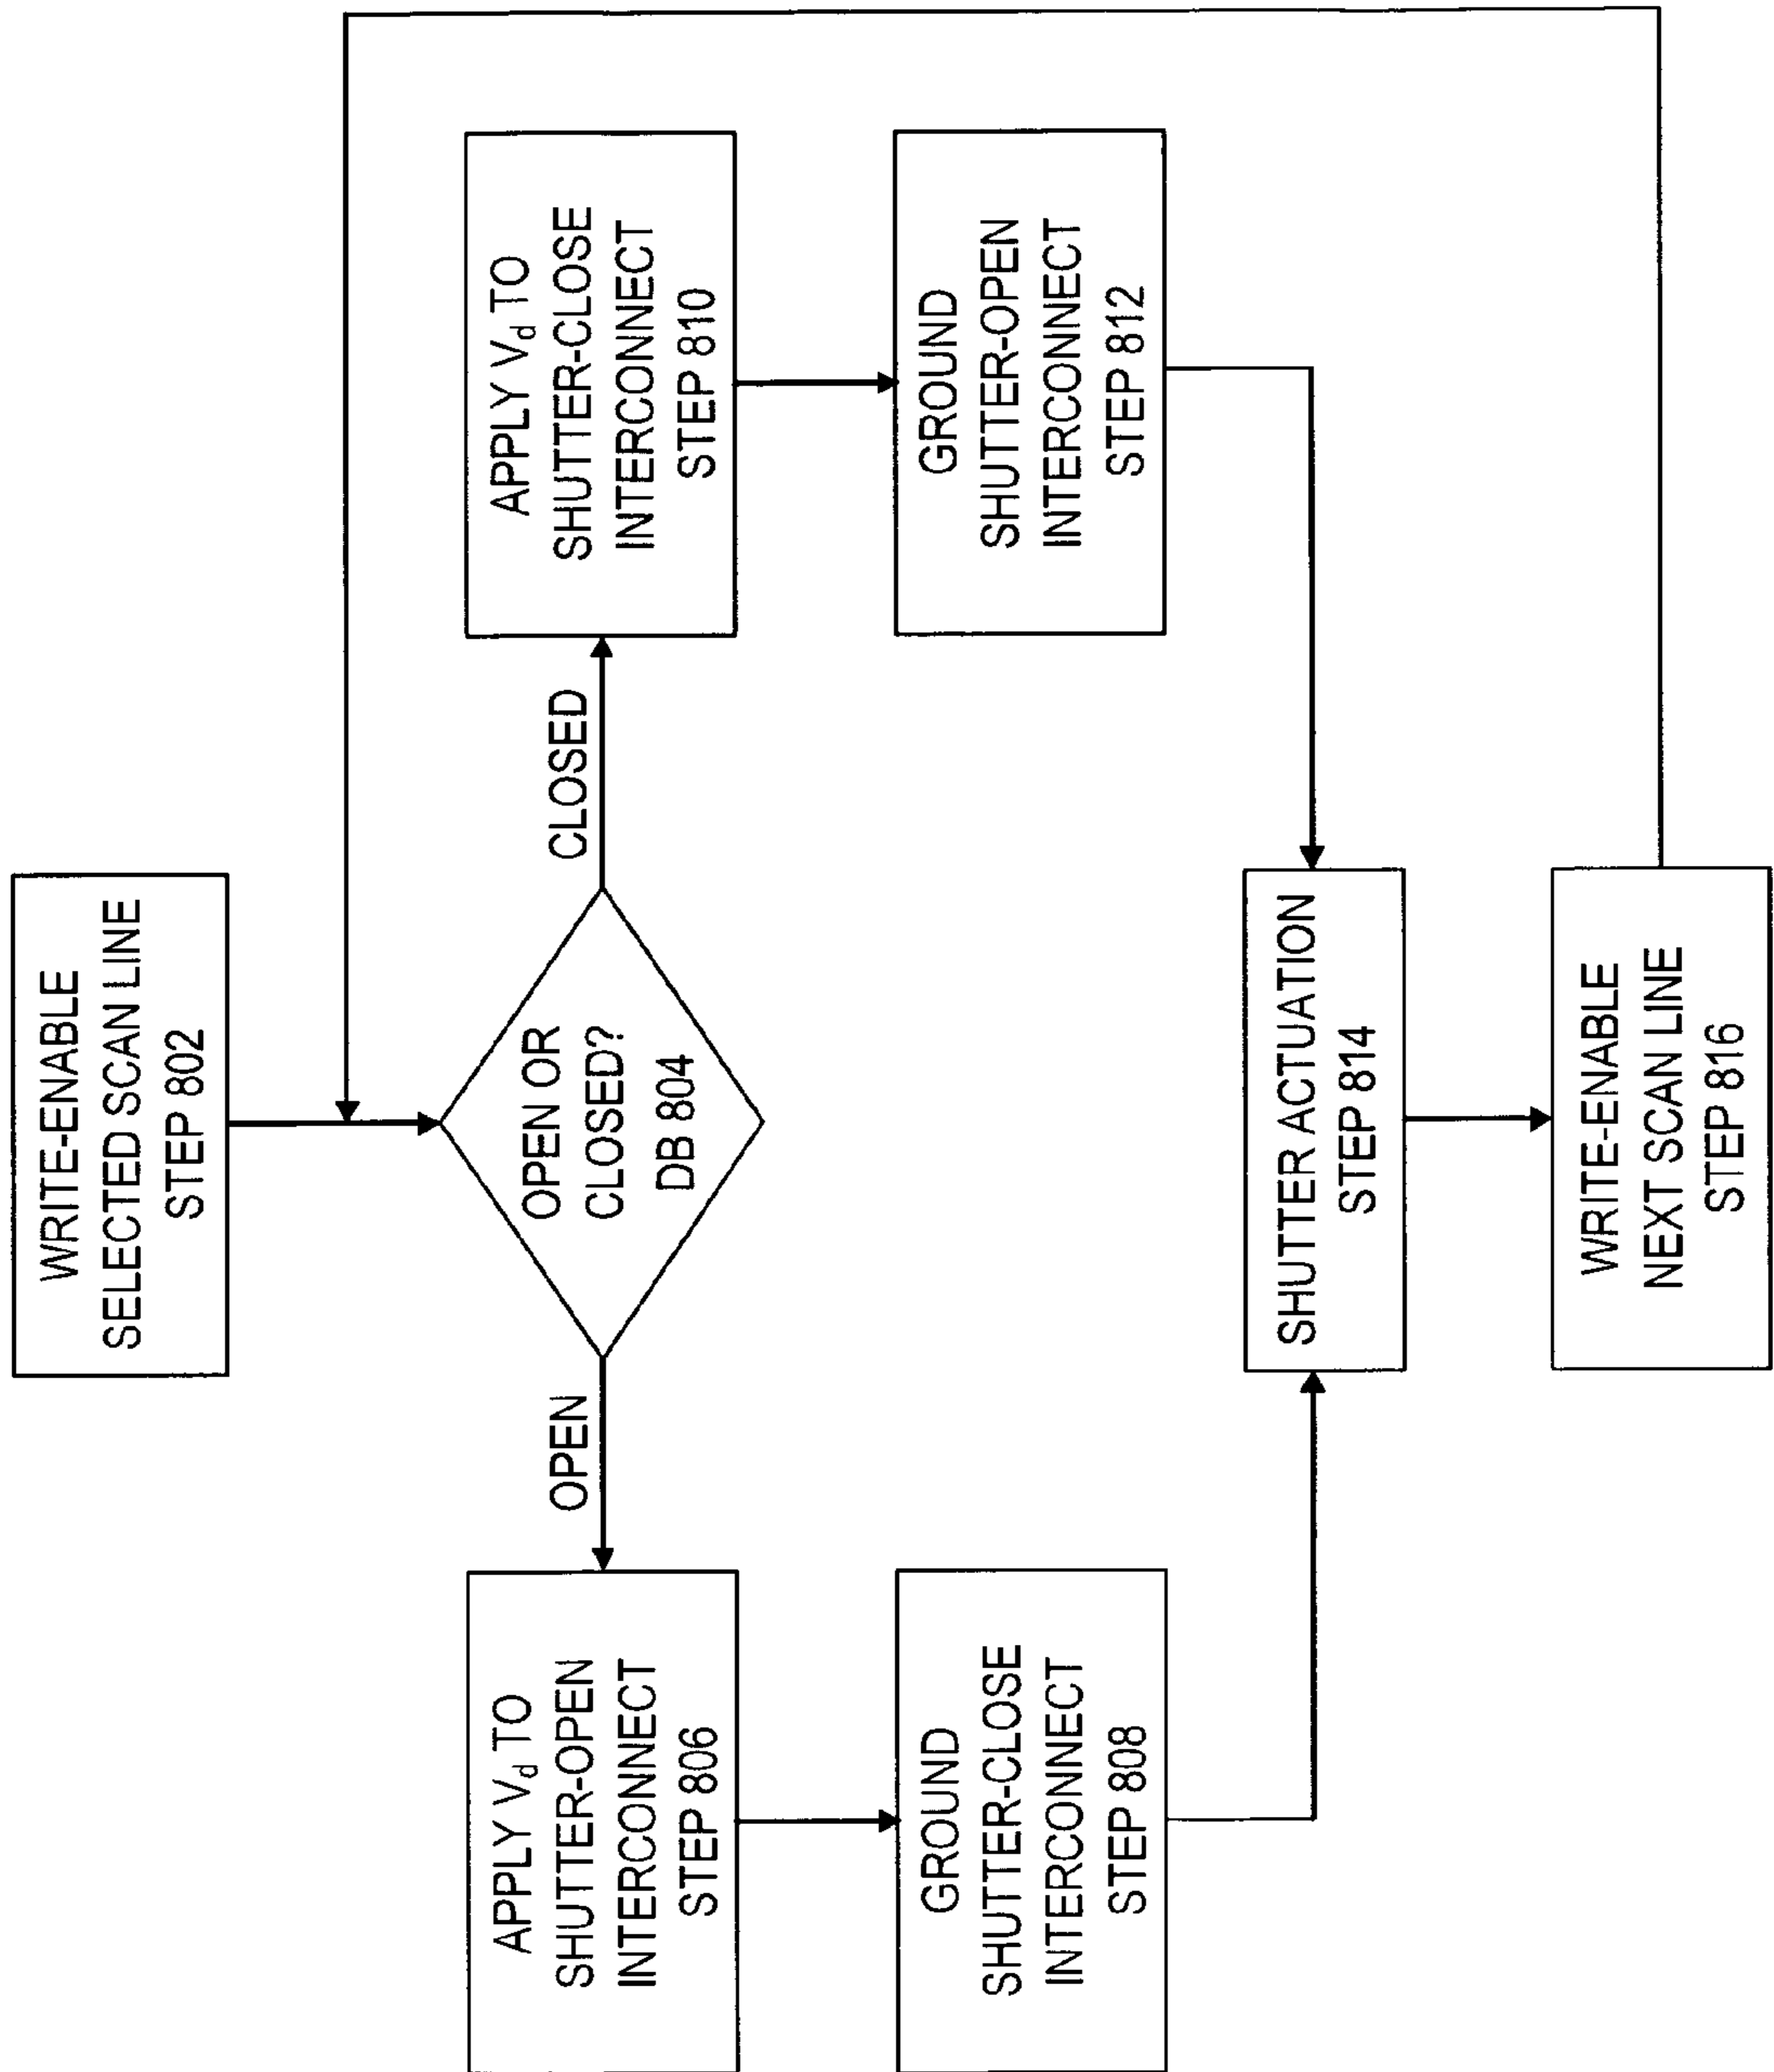 WRITE-ENABLE
SELECTED SCAN LINE
STEP 802
OPEN OR
CLOSED?
DB 804
OPEN
CLOSED
APPLY Vd TO
SHUTTER-OPEN
INTERCONNECT
STEP 806
GROUND
SHUTTER-CLOSE
INTERCONNECT
STEP 808
APPLY Vd TO
SHUTTER-CLOSE
INTERCONNECT
STEP 810
GROUND
SHUTTER-OPEN
INTERCONNECT
STEP 812
SHUTTER ACTUATION
STEP 814
WRITE-ENABLE
NEXT SCAN LINE
STEP 816